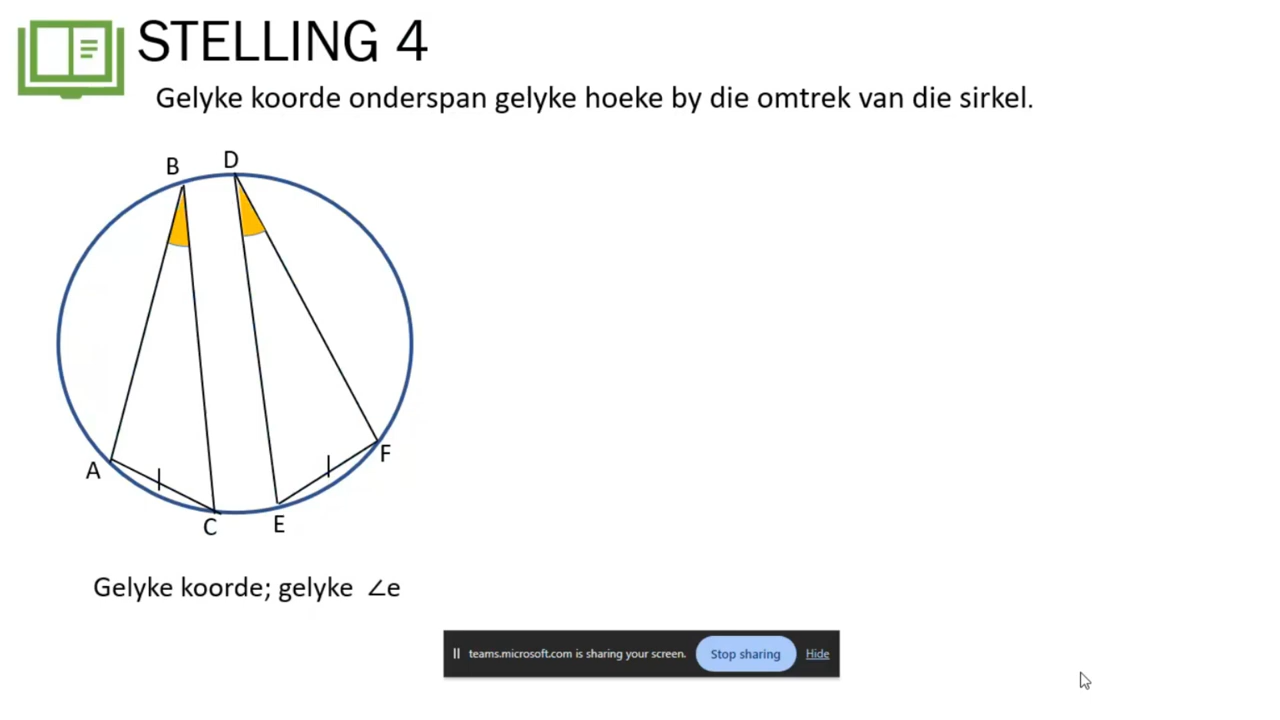 STELLING 4
Gelyke koorde onderspan gelyke hoeke by die omtrek van die sirkel.
B
D
A
F
C
E
Gelyke koorde; gelyke ∠e
teams.microsoft.com is sharing your screen. Stop sharing Hide